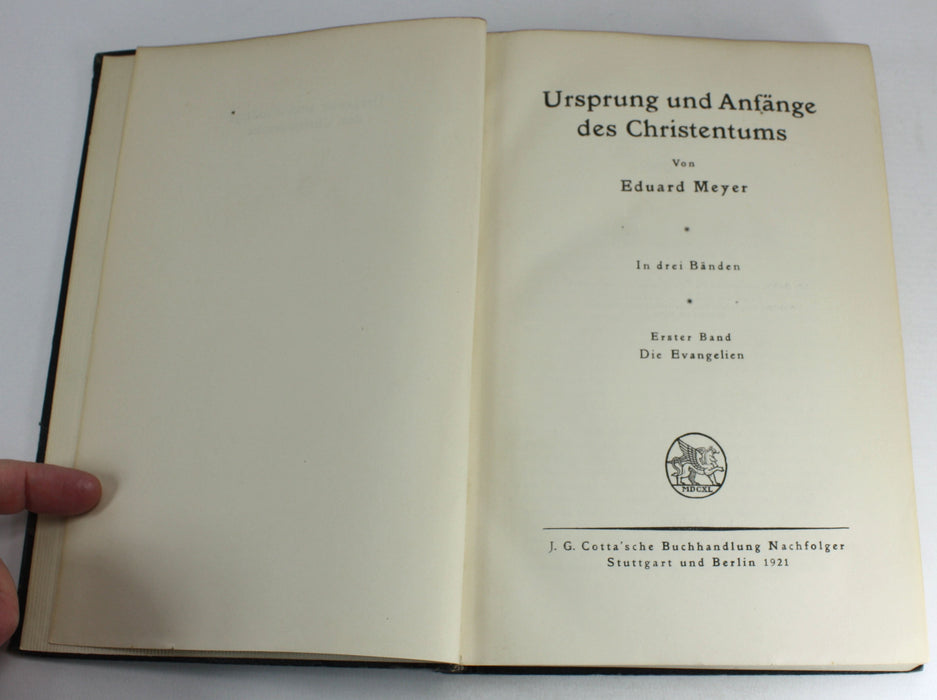 Ursprung und Anfänge
des Christentums
Von
Eduard Meyer
*
In drei Bänden
*
Erster Band
Die Evangelien
MDCXL
J. G. Cotta'sche Buchhandlung Nachfolger
Stuttgart und Berlin 1921